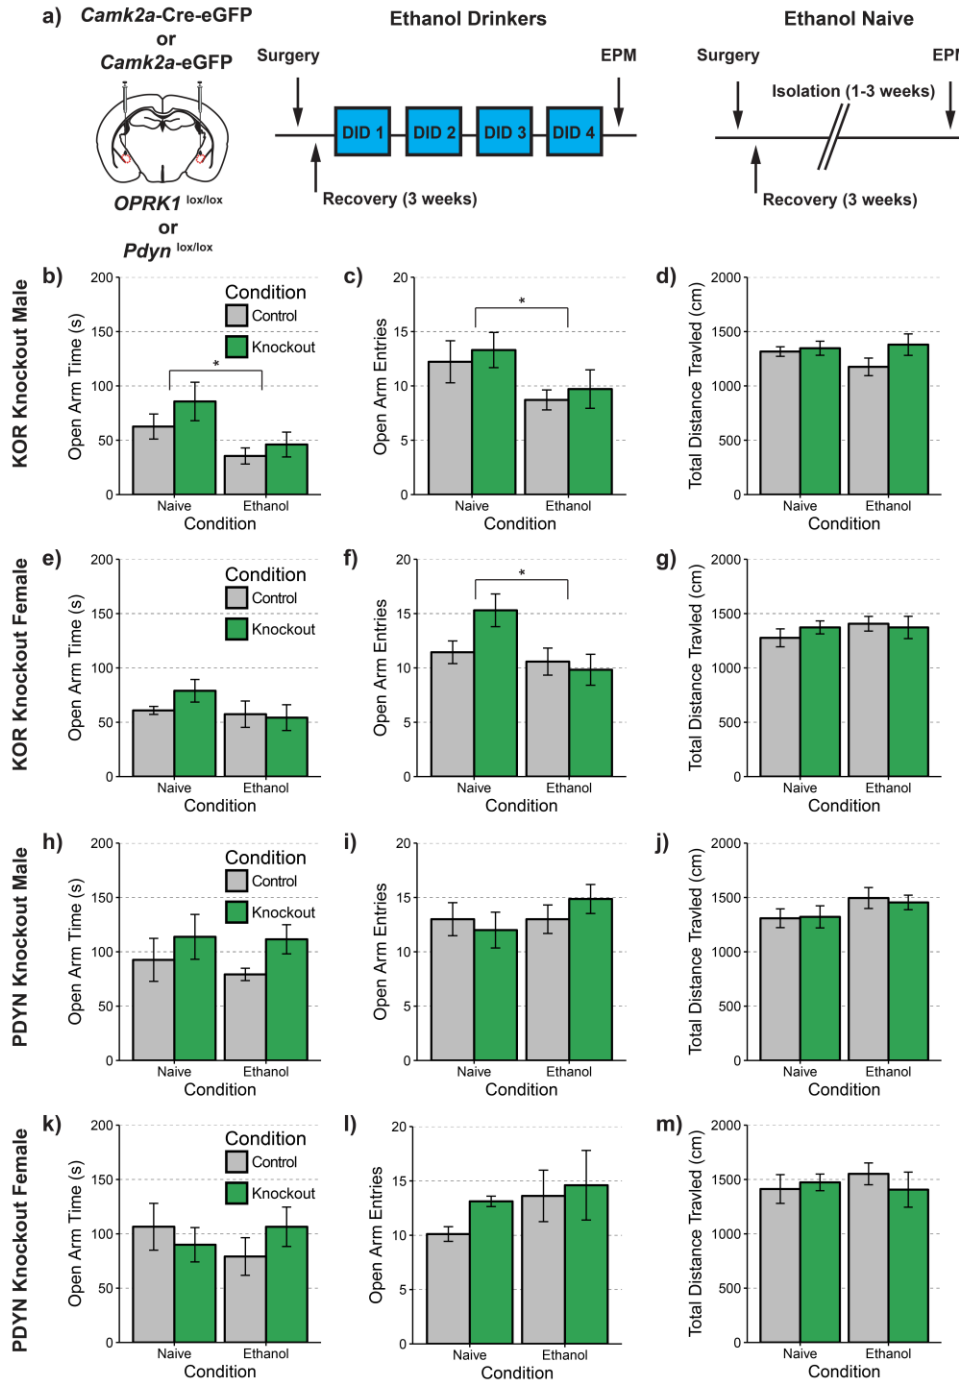 a)
Camk2a-Cre-eGFP
or
Camk2a-eGFP
OPRK1 lox/lox
or
Pdyn lox/lox
Ethanol Drinkers
Surgery
EPM
DID 1
DID 2
DID 3
DID 4
Recovery (3 weeks)
Ethanol Naive
Surgery
EPM
Isolation (1-3 weeks)
Recovery (3 weeks)
KOR Knockout Male
b)
Open Arm Time (s)
200
150
100
50
0
Condition
Control
Knockout
*
Naive
Ethanol
Condition
c)
Open Arm Entries
20
15
10
5
0
*
Naive
Ethanol
Condition
d)
Total Distance Travled (cm)
2000
1500
1000
500
0
Naive
Ethanol
Condition
KOR Knockout Female
e)
Open Arm Time (s)
200
150
100
50
0
Condition
Control
Knockout
Naive
Ethanol
Condition
f)
Open Arm Entries
20
15
10
5
0
*
Naive
Ethanol
Condition
g)
Total Distance Travled (cm)
2000
1500
1000
500
0
Naive
Ethanol
Condition
PDYN Knockout Male
h)
Open Arm Time (s)
200
150
100
50
0
Condition
Control
Knockout
Naive
Ethanol
Condition
i)
Open Arm Entries
20
15
10
5
0
Naive
Ethanol
Condition
j)
Total Distance Travled (cm)
2000
1500
1000
500
0
Naive
Ethanol
Condition
PDYN Knockout Female
k)
Open Arm Time (s)
200
150
100
50
0
Condition
Control
Knockout
Naive
Ethanol
Condition
l)
Open Arm Entries
20
15
10
5
0
Naive
Ethanol
Condition
m)
Total Distance Travled (cm)
2000
1500
1000
500
0
Naive
Ethanol
Condition